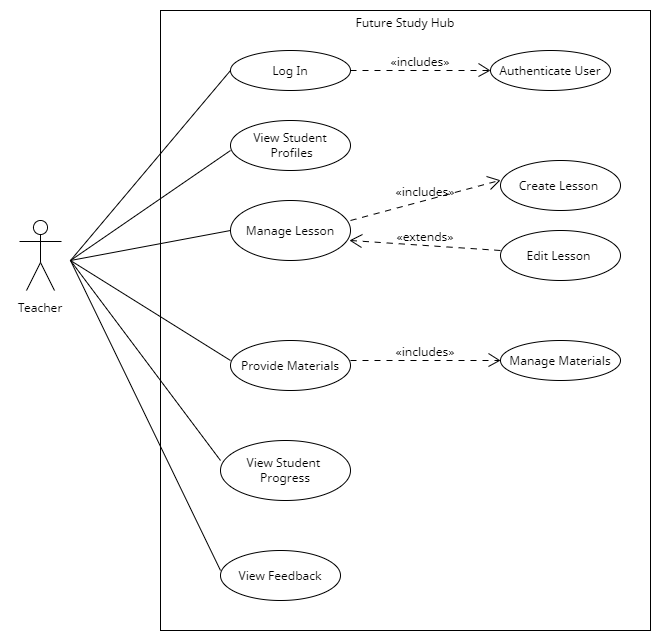 Future Study Hub
Log In
«includes»
Authenticate User
View Student
Profiles
«includes»
Create Lesson
Manage Lesson
«extends»
Edit Lesson
Teacher
Provide Materials
«includes»
Manage Materials
View Student
Progress
View Feedback